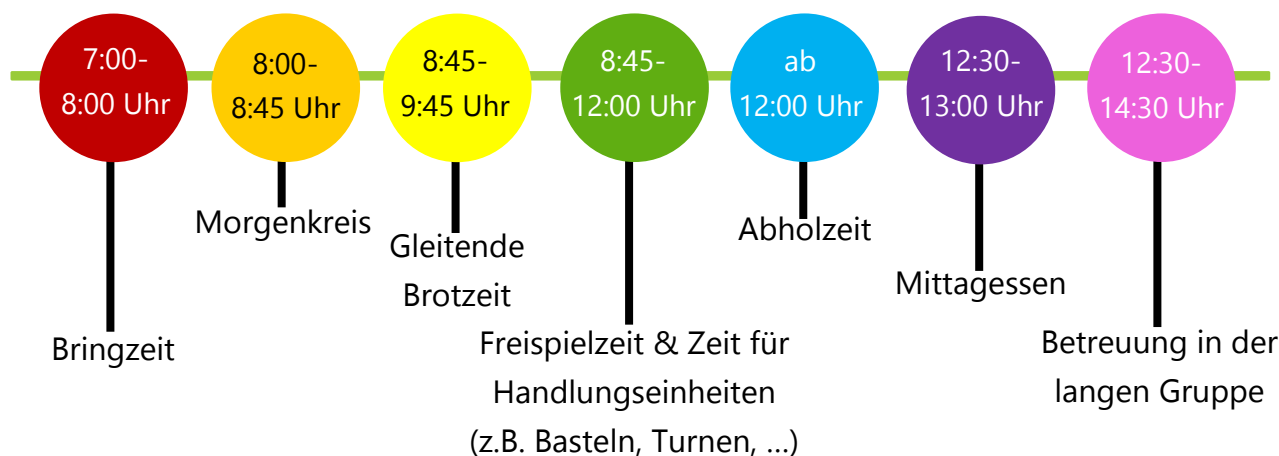 7:00-
8:00 Uhr
Bringzeit
8:00-
8:45 Uhr
Morgenkreis
8:45-
9:45 Uhr
Gleitende
Brotzeit
8:45-
12:00 Uhr
Freispielzeit & Zeit für
Handlungseinheiten
(z.B. Basteln, Turnen, ...)
ab
12:00 Uhr
Abholzeit
12:30-
13:00 Uhr
Mittagessen
12:30-
14:30 Uhr
Betreuung in der
langen Gruppe